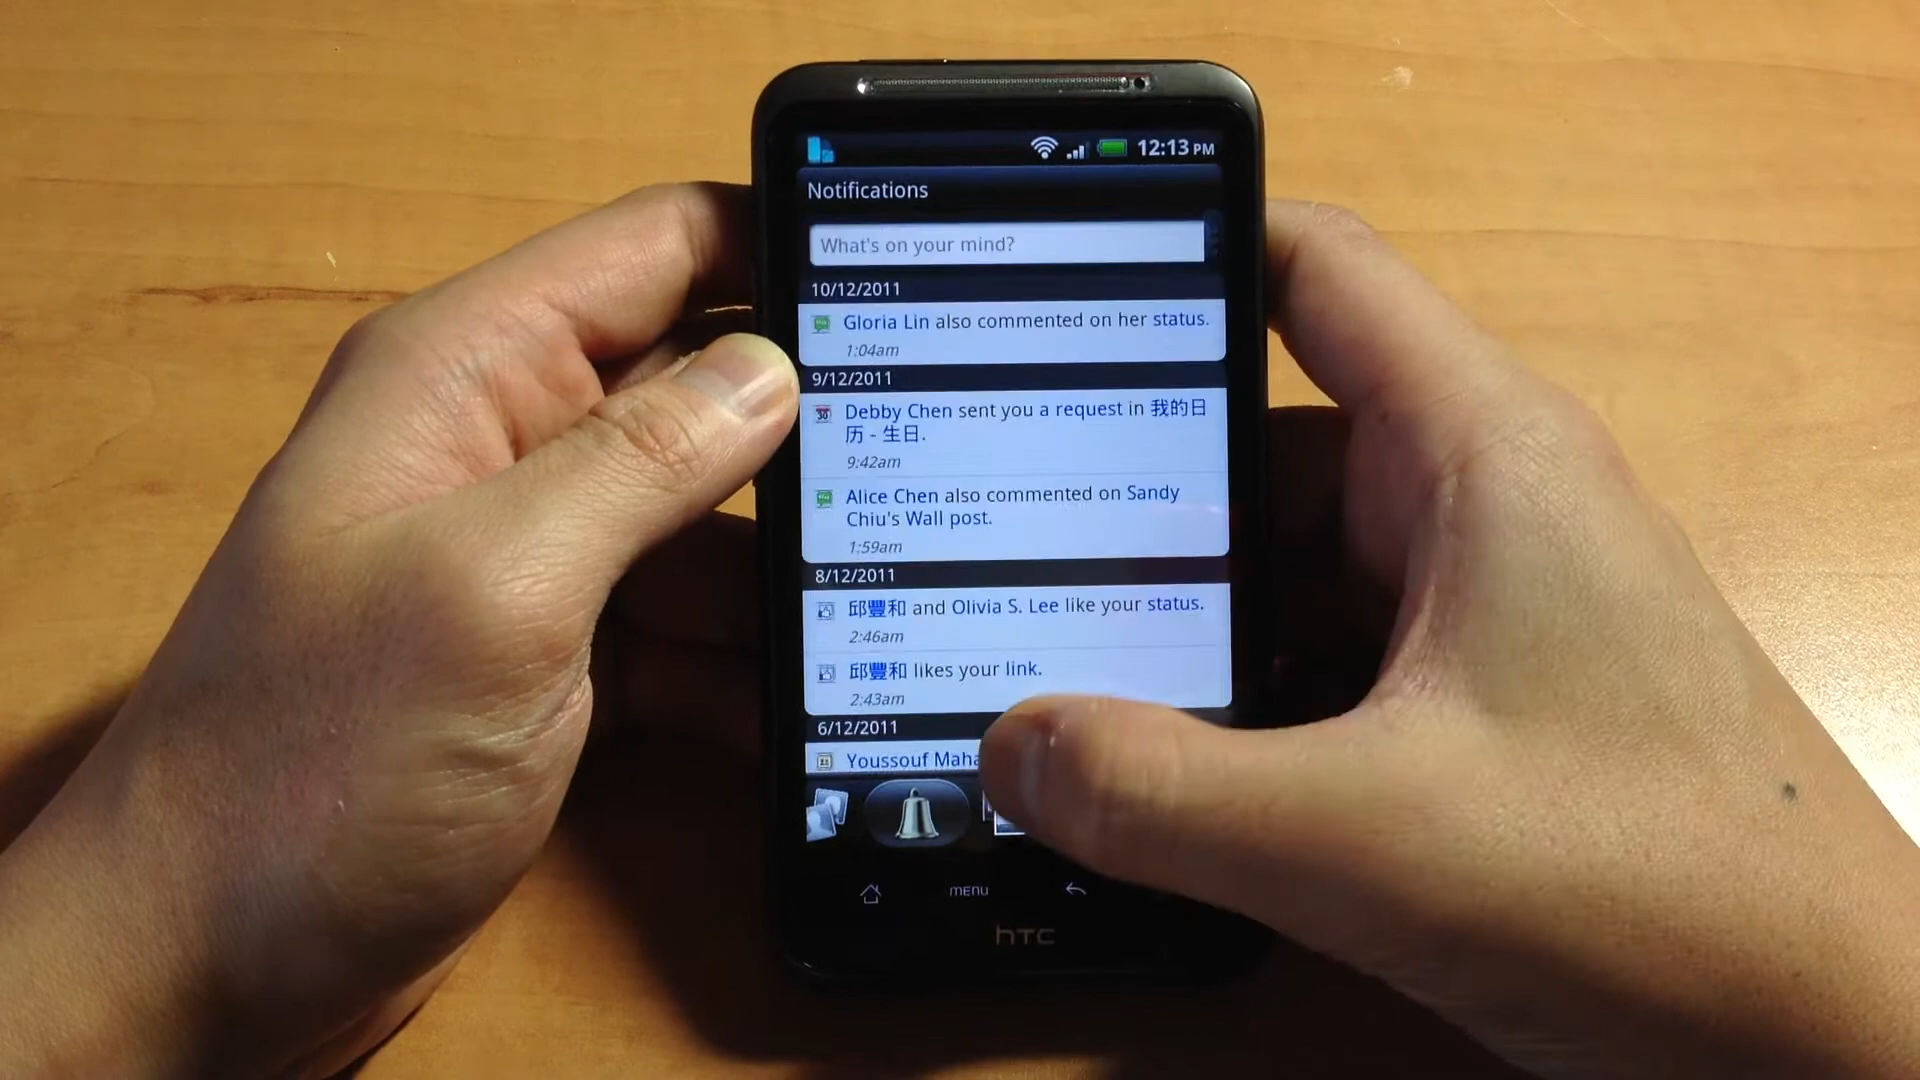 12:13 PM
Notifications
What's on your mind?
10/12/2011
Gloria Lin also commented on her status.
1:04am
9/12/2011
Debby Chen sent you a request in 我的日
历 - 生日.
9:42am
Alice Chen also commented on Sandy
Chiu's Wall post.
1:59am
8/12/2011
邱豐和 and Olivia S. Lee like your status.
2:46am
邱豐和 likes your link.
2:43am
6/12/2011
Youssouf Maha
MENU
hTC